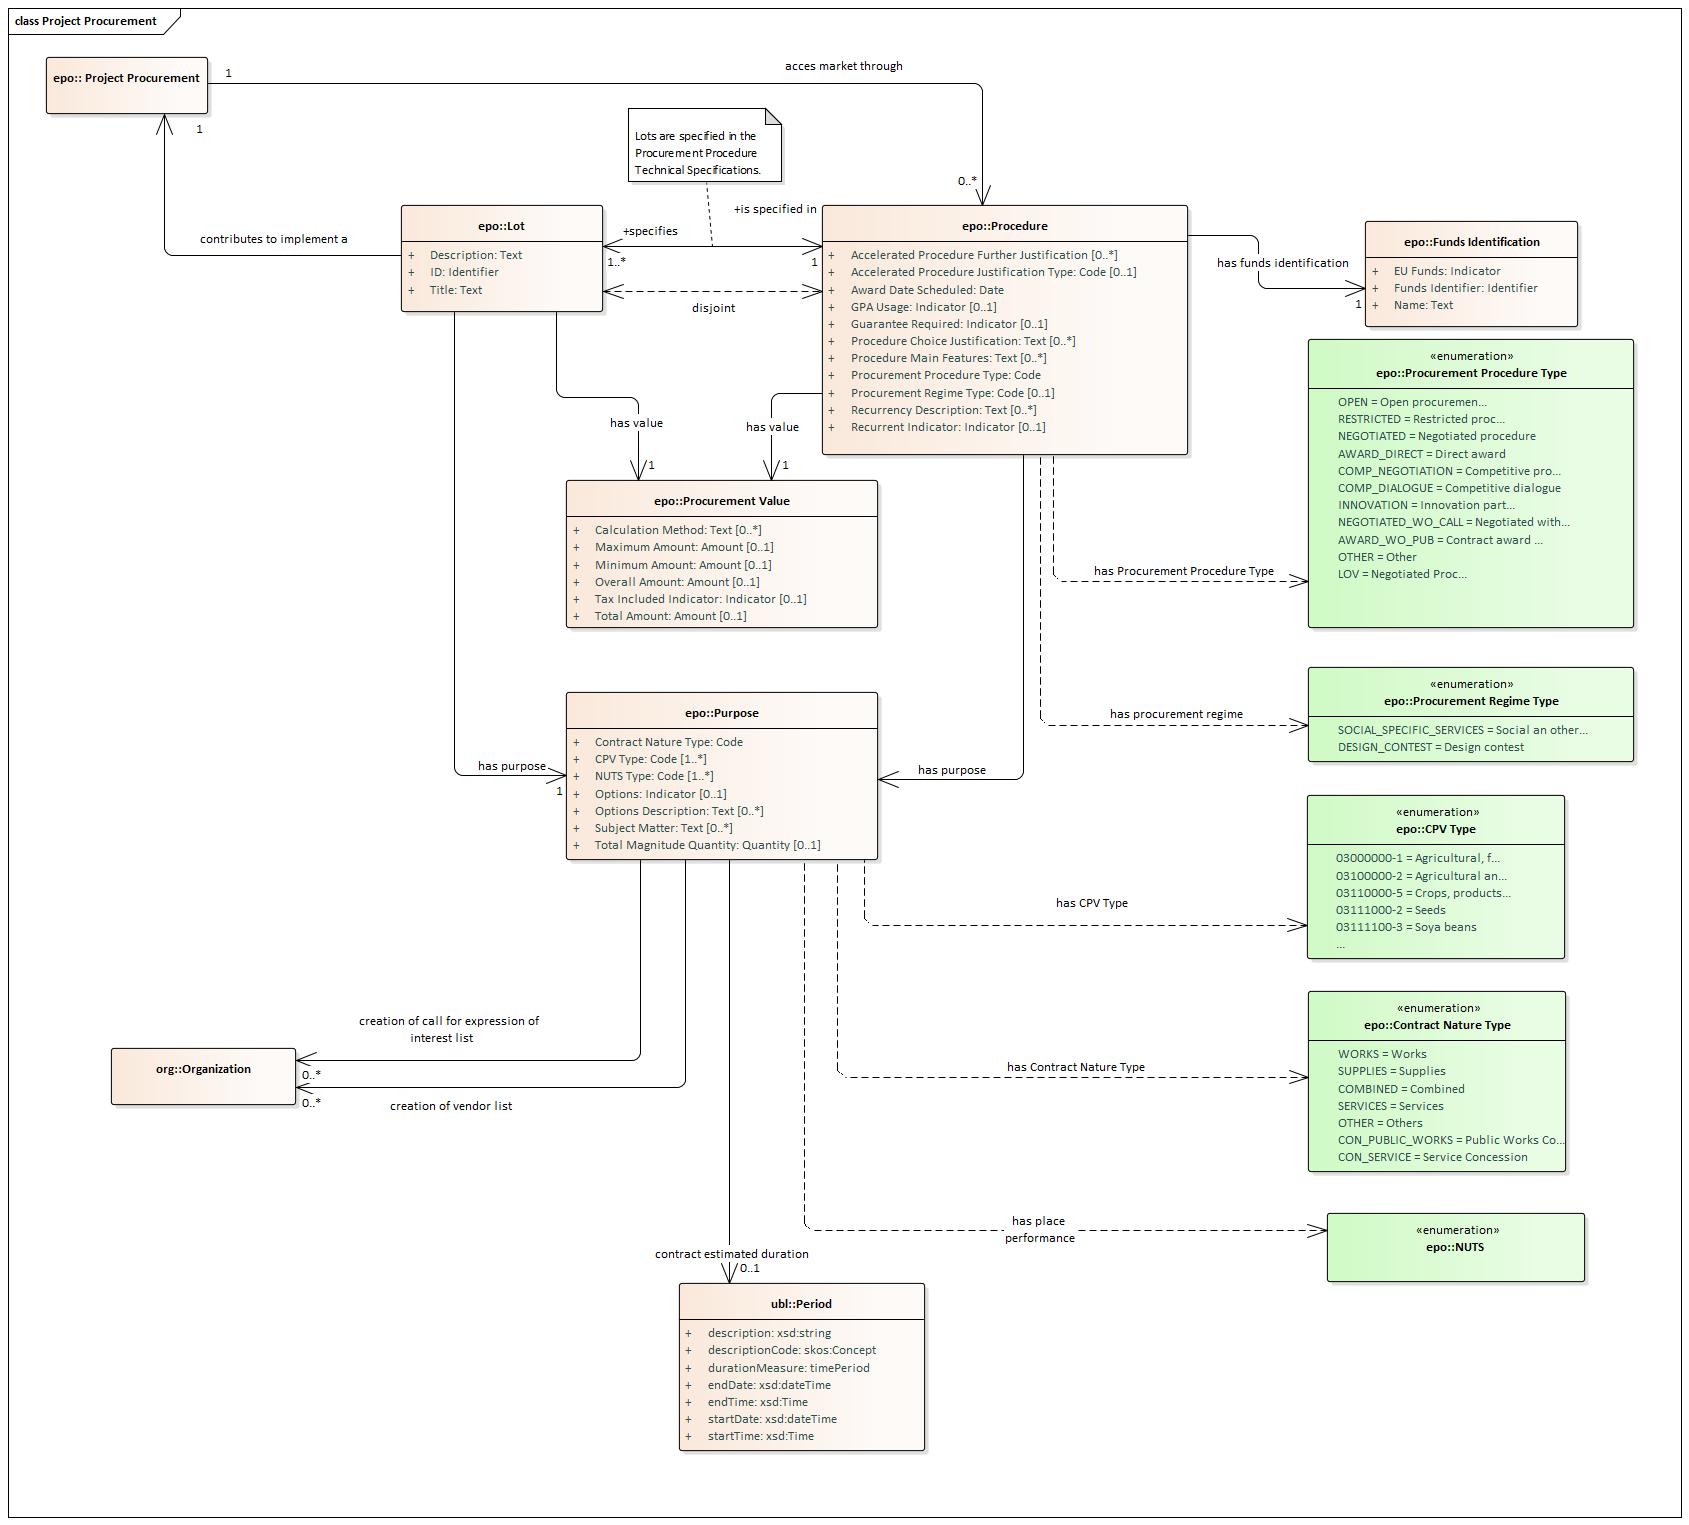 class Project Procurement
epo:: Project Procurement
1
acces market through
0..*
1
contributes to implement a
Lots are specified in the
Procurement Procedure
Technical Specifications.
epo::Lot
+ Description: Text
+ ID: Identifier
+ Title: Text
+specifies
1..*
+is specified in
1
disjoint
epo::Procedure
+ Accelerated Procedure Further Justification [0..*]
+ Accelerated Procedure Justification Type: Code [0..1]
+ Award Date Scheduled: Date
+ GPA Usage: Indicator [0..1]
+ Guarantee Required: Indicator [0..1]
+ Procedure Choice Justification: Text [0..*]
+ Procedure Main Features: Text [0..*]
+ Procurement Procedure Type: Code
+ Procurement Regime Type: Code [0..1]
+ Recurrency Description: Text [0..*]
+ Recurrent Indicator: Indicator [0..1]
has funds identification
1
epo::Funds Identification
+ EU Funds: Indicator
+ Funds Identifier: Identifier
+ Name: Text
«enumeration»
epo::Procurement Procedure Type
OPEN = Open procuremen...
RESTRICTED = Restricted proc...
NEGOTIATED = Negotiated procedure
AWARD_DIRECT = Direct award
COMP_NEGOTIATION = Competitive pro...
COMP_DIALOGUE = Competitive dialogue
INNOVATION = Innovation part...
NEGOTIATED_WO_CALL = Negotiated with...
AWARD_WO_PUB = Contract award ...
OTHER = Other
LOV = Negotiated Proc...
has value
1
has value
1
epo::Procurement Value
+ Calculation Method: Text [0..*]
+ Maximum Amount: Amount [0..1]
+ Minimum Amount: Amount [0..1]
+ Overall Amount: Amount [0..1]
+ Tax Included Indicator: Indicator [0..1]
+ Total Amount: Amount [0..1]
has Procurement Procedure Type
has procurement regime
«enumeration»
epo::Procurement Regime Type
SOCIAL_SPECIFIC_SERVICES = Social an other...
DESIGN_CONTEST = Design contest
has purpose
1
epo::Purpose
+ Contract Nature Type: Code
+ CPV Type: Code [1..*]
+ NUTS Type: Code [1..*]
+ Options: Indicator [0..1]
+ Options Description: Text [0..*]
+ Subject Matter: Text [0..*]
+ Total Magnitude Quantity: Quantity [0..1]
has purpose
«enumeration»
epo::CPV Type
03000000-1 = Agricultural, f...
03100000-2 = Agricultural an...
03110000-5 = Crops, products...
03111000-2 = Seeds
03111100-3 = Soya beans
...
has CPV Type
creation of call for expression of
interest list
org::Organization
0..*
0..*
creation of vendor list
has Contract Nature Type
«enumeration»
epo::Contract Nature Type
WORKS = Works
SUPPLIES = Supplies
COMBINED = Combined
SERVICES = Services
OTHER = Others
CON_PUBLIC_WORKS = Public Works Co...
CON_SERVICE = Service Concession
has place
performance
«enumeration»
epo::NUTS
contract estimated duration
0..1
ubl::Period
+ description: xsd:string
+ descriptionCode: skos:Concept
+ durationMeasure: timePeriod
+ endDate: xsd:dateTime
+ endTime: xsd:Time
+ startDate: xsd:dateTime
+ startTime: xsd:Time